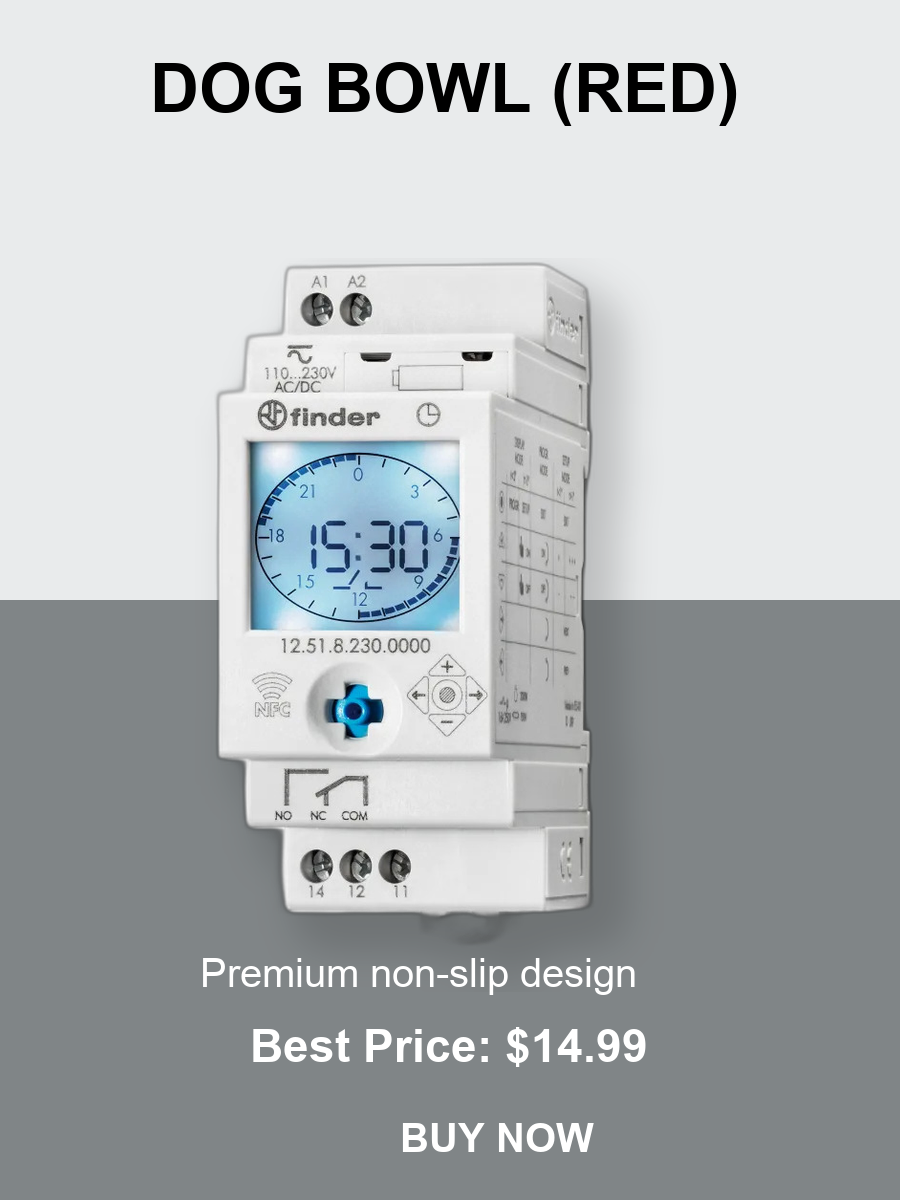 DOG BOWL (RED)
A1 A2
finder
110...230V
AC/DC
finder
0
21 3
18 15:30 6
15 9
12
12.51.8.230.0000
NFC
NO NC COM
14 12 11
Premium non-slip design
Best Price: $14.99
BUY NOW